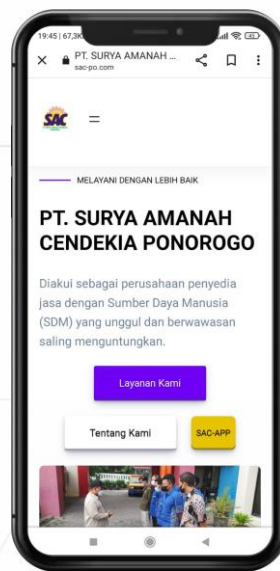 19:45 | 67,3K
PT. SURYA AMANAH ...
sac-po.com
SAC
MELAYANI DENGAN LEBIH BAIK
PT. SURYA AMANAH
CENDEKIA PONOROGO
Diakui sebagai perusahaan penyedia
jasa dengan Sumber Daya Manusia
(SDM) yang unggul dan berwawasan
saling menguntungkan.
Layanan Kami
Tentang Kami
SAC-APP